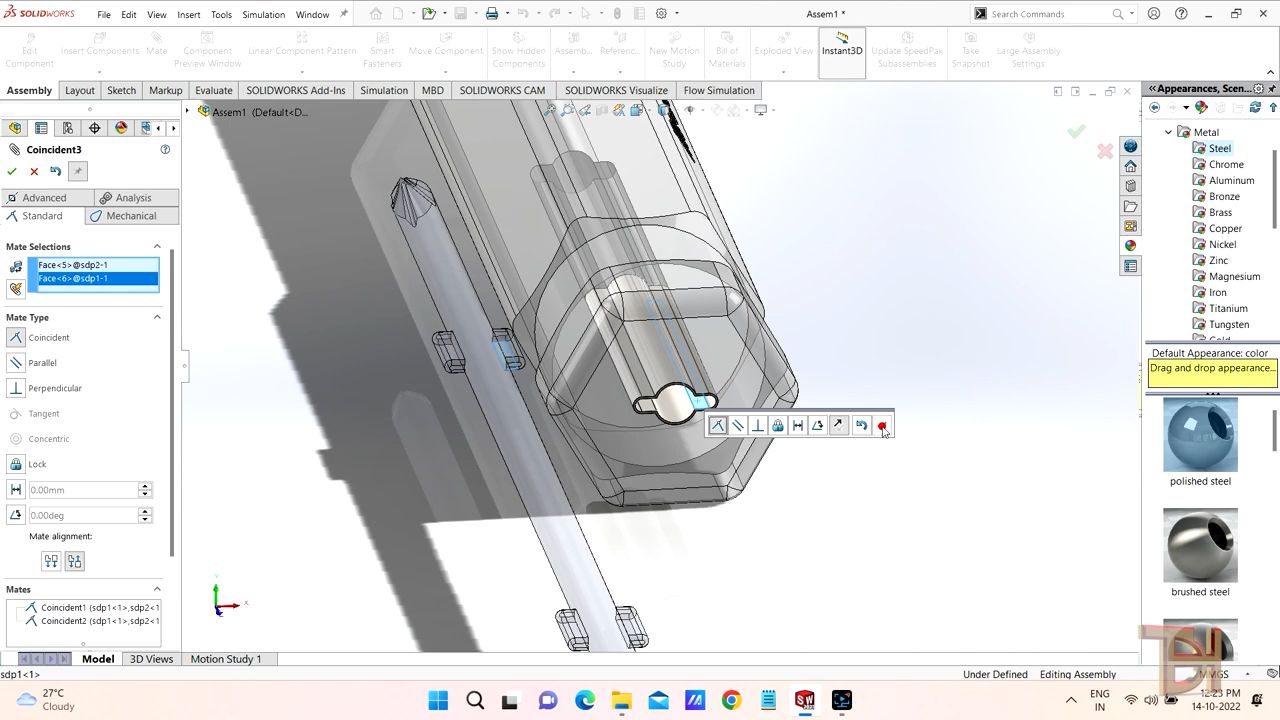 SOLIDWORKS File Edit View Insert Tools Simulation Window Assem1 * Search Commands
Edit Component Insert Components Mate Component Preview Window Linear Component Pattern Smart Fasteners Move Component Show Hidden Components Assemb... Referenc... New Motion Study Bill of Materials Exploded View Instant3D Update SpeedPak Subassemblies Take Snapshot Large Assembly Settings
Assembly Layout Sketch Markup Evaluate SOLIDWORKS Add-Ins Simulation MBD SOLIDWORKS CAM SOLIDWORKS Visualize Flow Simulation
Appearances, Scen...
Assem1 (Default<D...
Coincident3
Advanced Analysis
Standard Mechanical
Mate Selections
Face<5>@sdp2-1
Face<6>@sdp1-1
Mate Type
Coincident
Parallel
Perpendicular
Tangent
Concentric
Lock
0.00mm
0.00deg
Mate alignment:
Mates
Coincident1 (sdp1<1>,sdp2<1
Coincident2 (sdp1<1>,sdp2<1
Metal
Steel
Chrome
Aluminum
Bronze
Brass
Copper
Nickel
Zinc
Magnesium
Iron
Titanium
Tungsten
Default Appearance: color
Drag and drop appearance...
polished steel
brushed steel
Model 3D Views Motion Study 1
sdp1<1> Under Defined Editing Assembly MMGS
27°C
Cloudy
ENG
IN
12:23 PM
14-10-2022